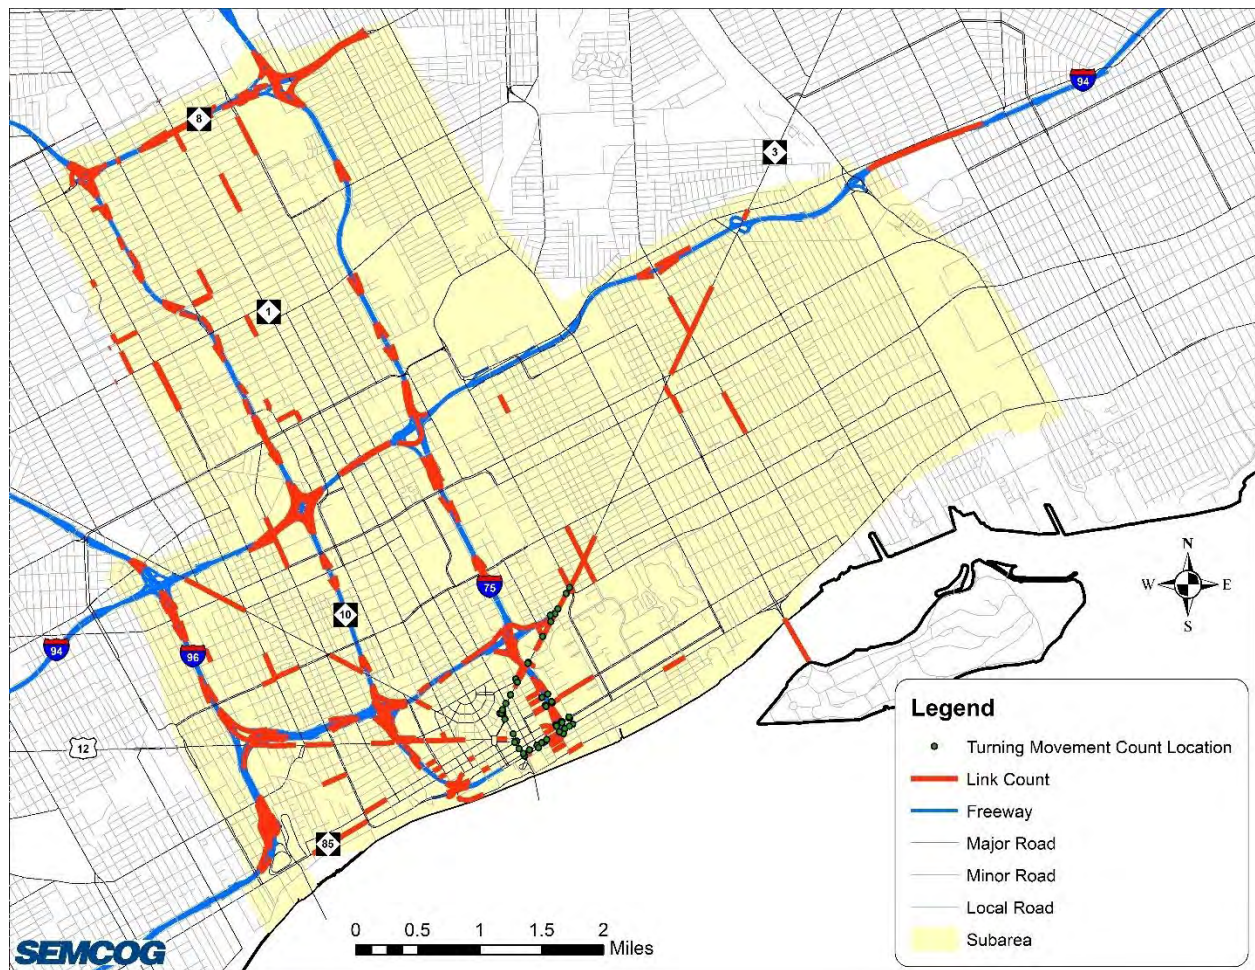 94
8
3
1
75
N
W E
S
10
94
96
12
85
Legend
Turning Movement Count Location
Link Count
Freeway
Major Road
Minor Road
Local Road
Subarea
0 0.5 1 1.5 2
Miles
SEMCOG